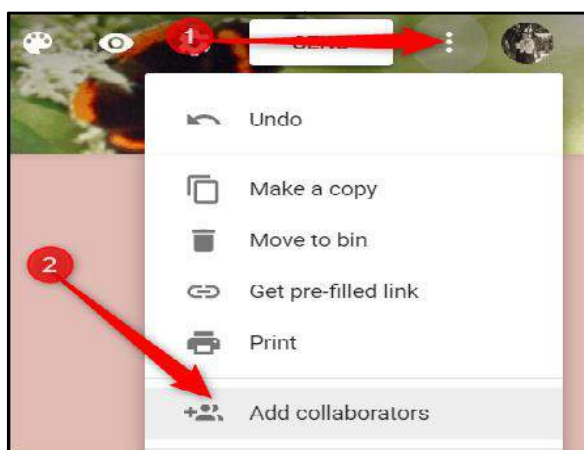 1
Undo
Make a copy
Move to bin
2
Get pre-filled link
Print
Add collaborators